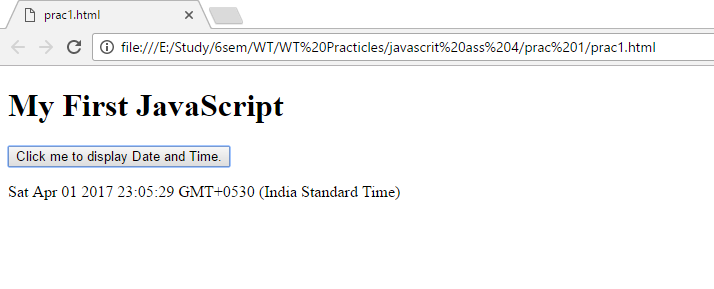 prac1.html
file:///E:/Study/6sem/WT/WT%20Practicles/javascrit%20ass%204/prac%201/prac1.html
My First JavaScript
Click me to display Date and Time.
Sat Apr 01 2017 23:05:29 GMT+0530 (India Standard Time)